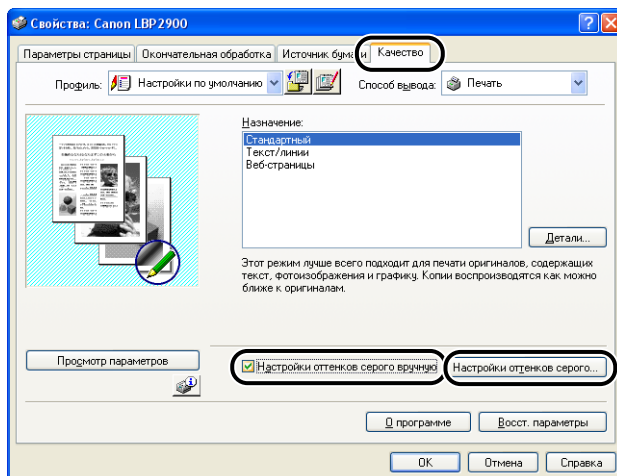 Свойства: Canon LBP2900
Параметры страницы Окончательная обработка Источник бумаги Качество
Профиль: Настройки по умолчанию Способ вывода: Печать
Назначение:
Стандартный
Текст/линии
Веб-страницы
Детали...
Этот режим лучше всего подходит для печати оригиналов, содержащих
текст, фотоизображения и графику. Копии воспроизводятся как можно
ближе к оригиналам.
Просмотр параметров
Настройки оттенков серого вручную Настройки оттенков серого...
О программе Восст. параметры
OK Отмена Справка